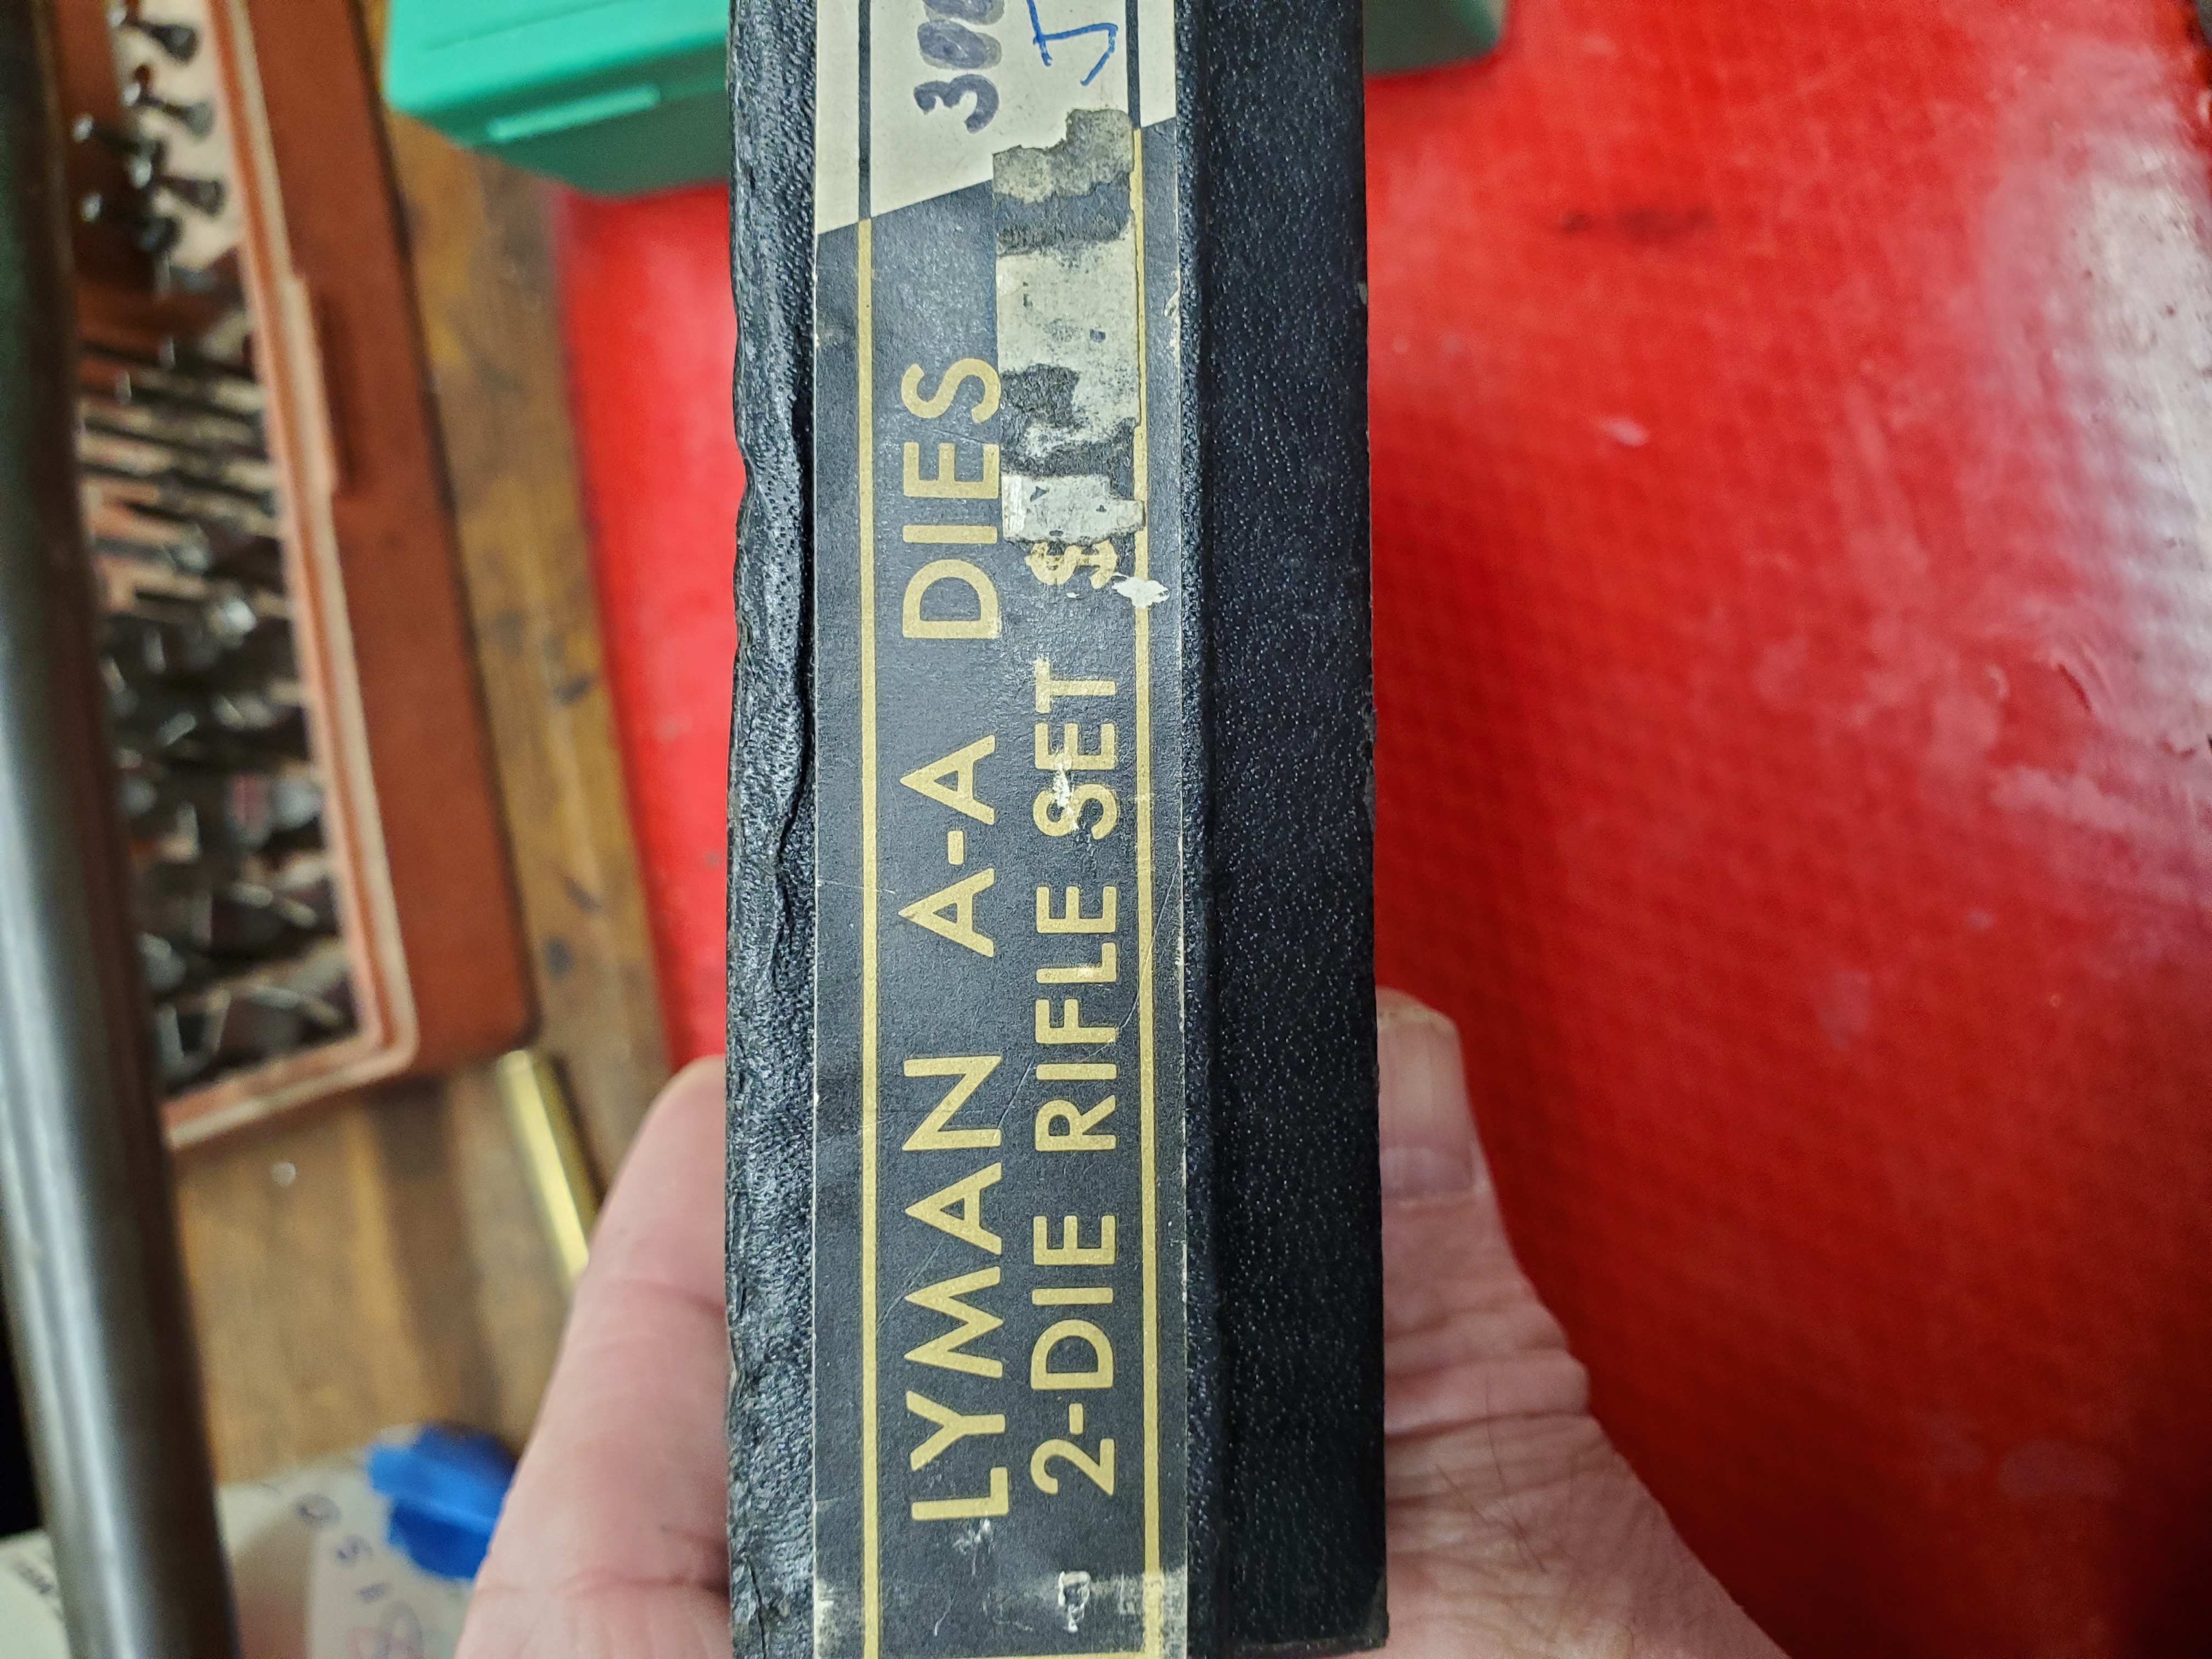 LYMAN A-A DIES
2-DIE RIFLE SET $